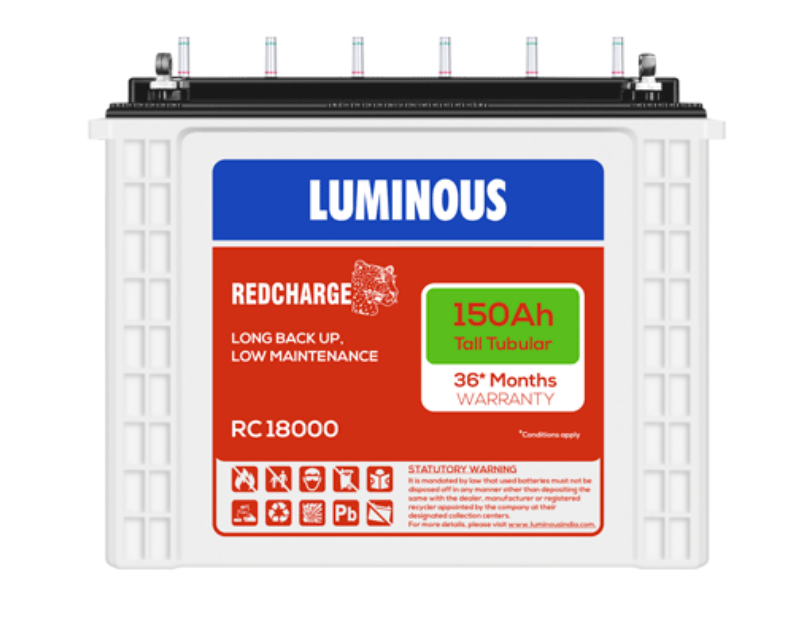 LUMINOUS
REDCHARGE
LONG BACK UP,
LOW MAINTENANCE
150Ah
Tall Tubular
36* Months
WARRANTY
RC 18000
*Conditions apply
STATUTORY WARNING
It is mandated by law that used batteries must not be
disposed off in any manner other than depositing the
same with the dealer, manufacturer or registered
recycler appointed by the company at their
designated collection centers.
For more details, please visit www.luminousindia.com.
Pb